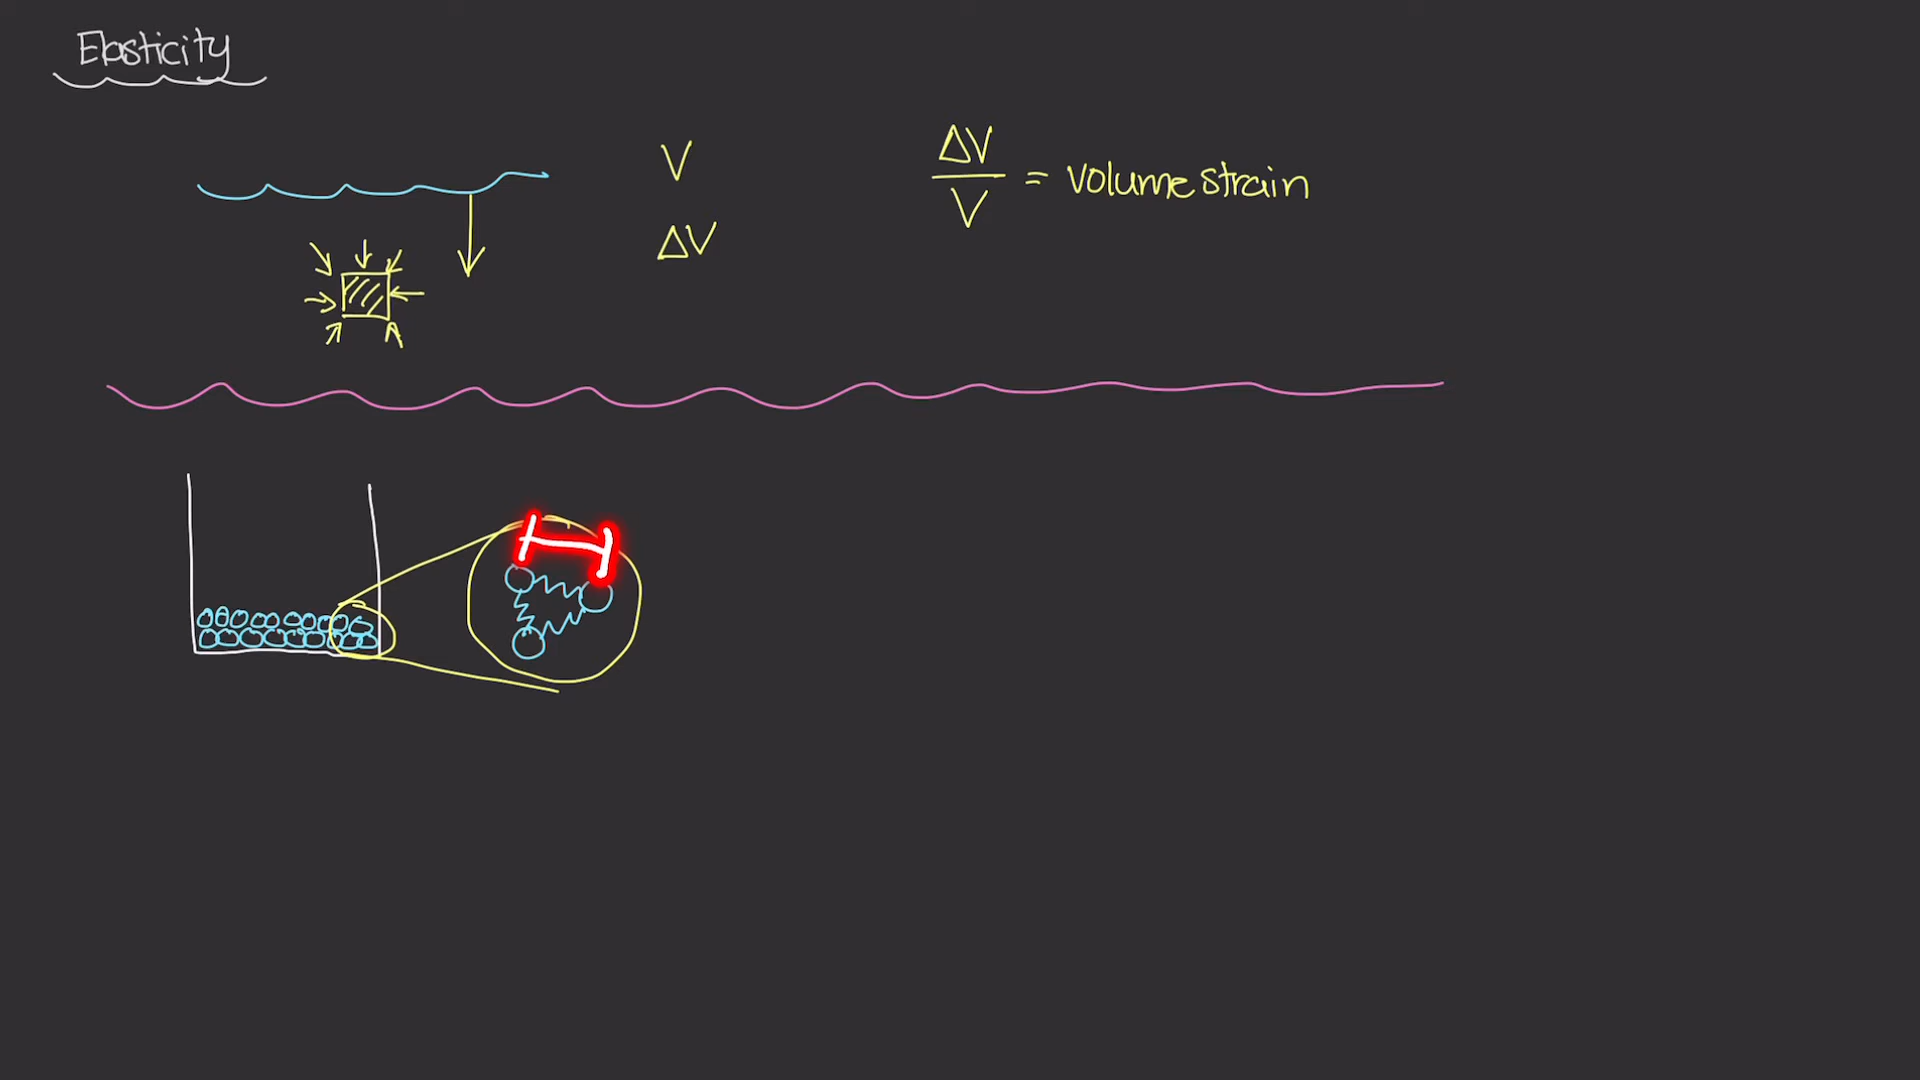 Elasticity
V
ΔV
ΔV/V = volume strain